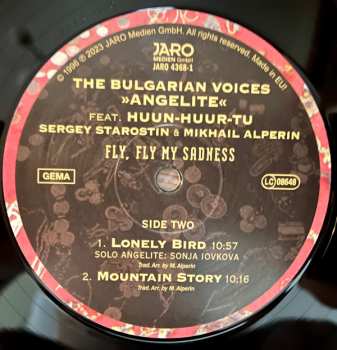 ℗ 1996 © 2023 JARO Medien GmbH. All rights reserved. Made in EU!
JARO
MEDIEN GmbH
JARO 4368-1
THE BULGARIAN VOICES
»ANGELITE«
FEAT. HUUN-HUUR-TU
SERGEY STAROSTIN & MIKHAIL ALPERIN
FLY, FLY MY SADNESS
GEMA
LC 08648
SIDE TWO
1. LONELY BIRD 10:57
SOLO ANGELITE: SONJA IOVKOVA
Trad. Arr. by M. Alperin
2. MOUNTAIN STORY 10:16
Trad. Arr. by M. Alperin